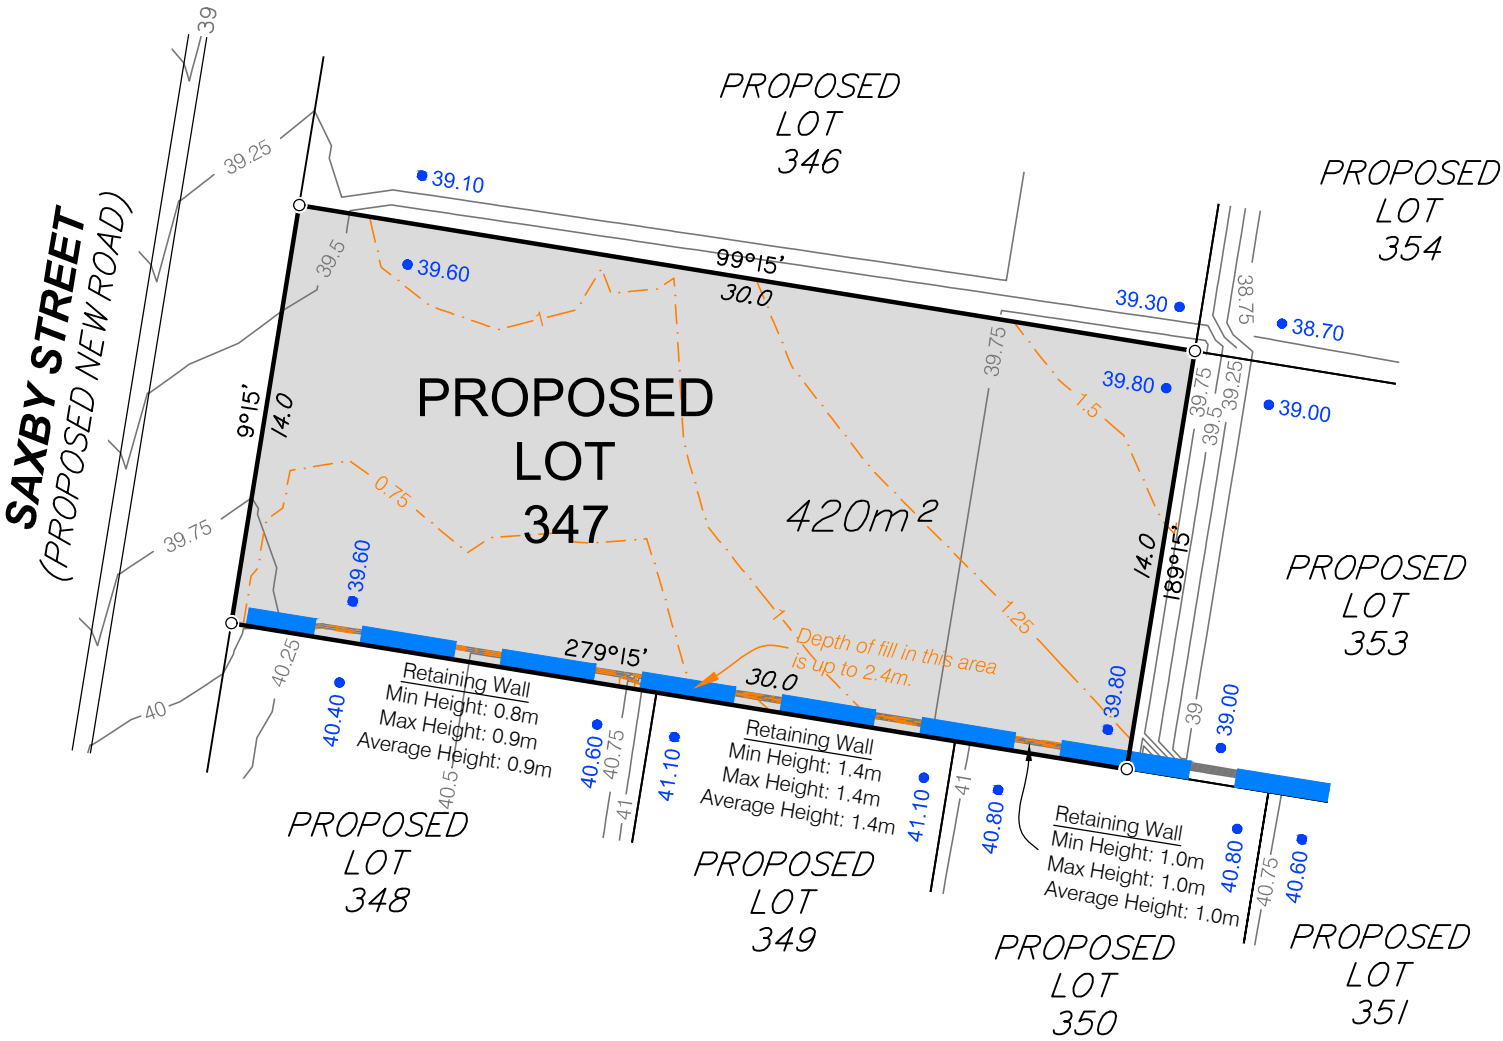 39
PROPOSED
LOT
346
PROPOSED
LOT
354
39.25
39.10
SAXBY STREET
(PROPOSED NEW ROAD)
39.5
39.60
99°15'
30.0
39.30
38.75
38.70
39.75
39.80
39.75
39.5
39.25
39.00
1.5
9°15'
14.0
PROPOSED
LOT
347
420m²
0.75
39.75
39.60
14.0
189°15'
PROPOSED
LOT
353
1
1.25
Depth of fill in this area
is up to 2.4m.
279°15'
30.0
39.80
39
39.00
40
40.25
40.40
Retaining Wall
Min Height: 0.8m
Max Height: 0.9m
Average Height: 0.9m
40.5
40.60
40.75
41
41.10
Retaining Wall
Min Height: 1.4m
Max Height: 1.4m
Average Height: 1.4m
41.10
41
40.80
Retaining Wall
Min Height: 1.0m
Max Height: 1.0m
Average Height: 1.0m
40.80
40.75
40.60
PROPOSED
LOT
348
PROPOSED
LOT
349
PROPOSED
LOT
350
PROPOSED
LOT
351